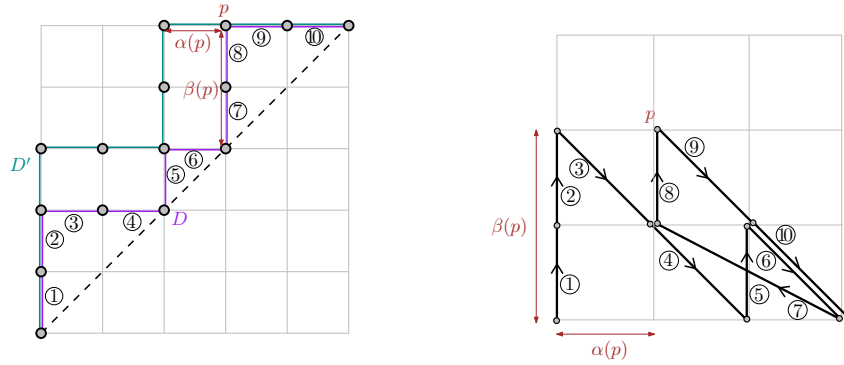 p
α(p)
⑨
⑩
⑧
β(p)
⑦
D′
⑥
⑤
②
③
④
D
①
p
③
⑨
②
⑧
β(p)
④
⑥
⑩
①
⑤
⑦
α(p)